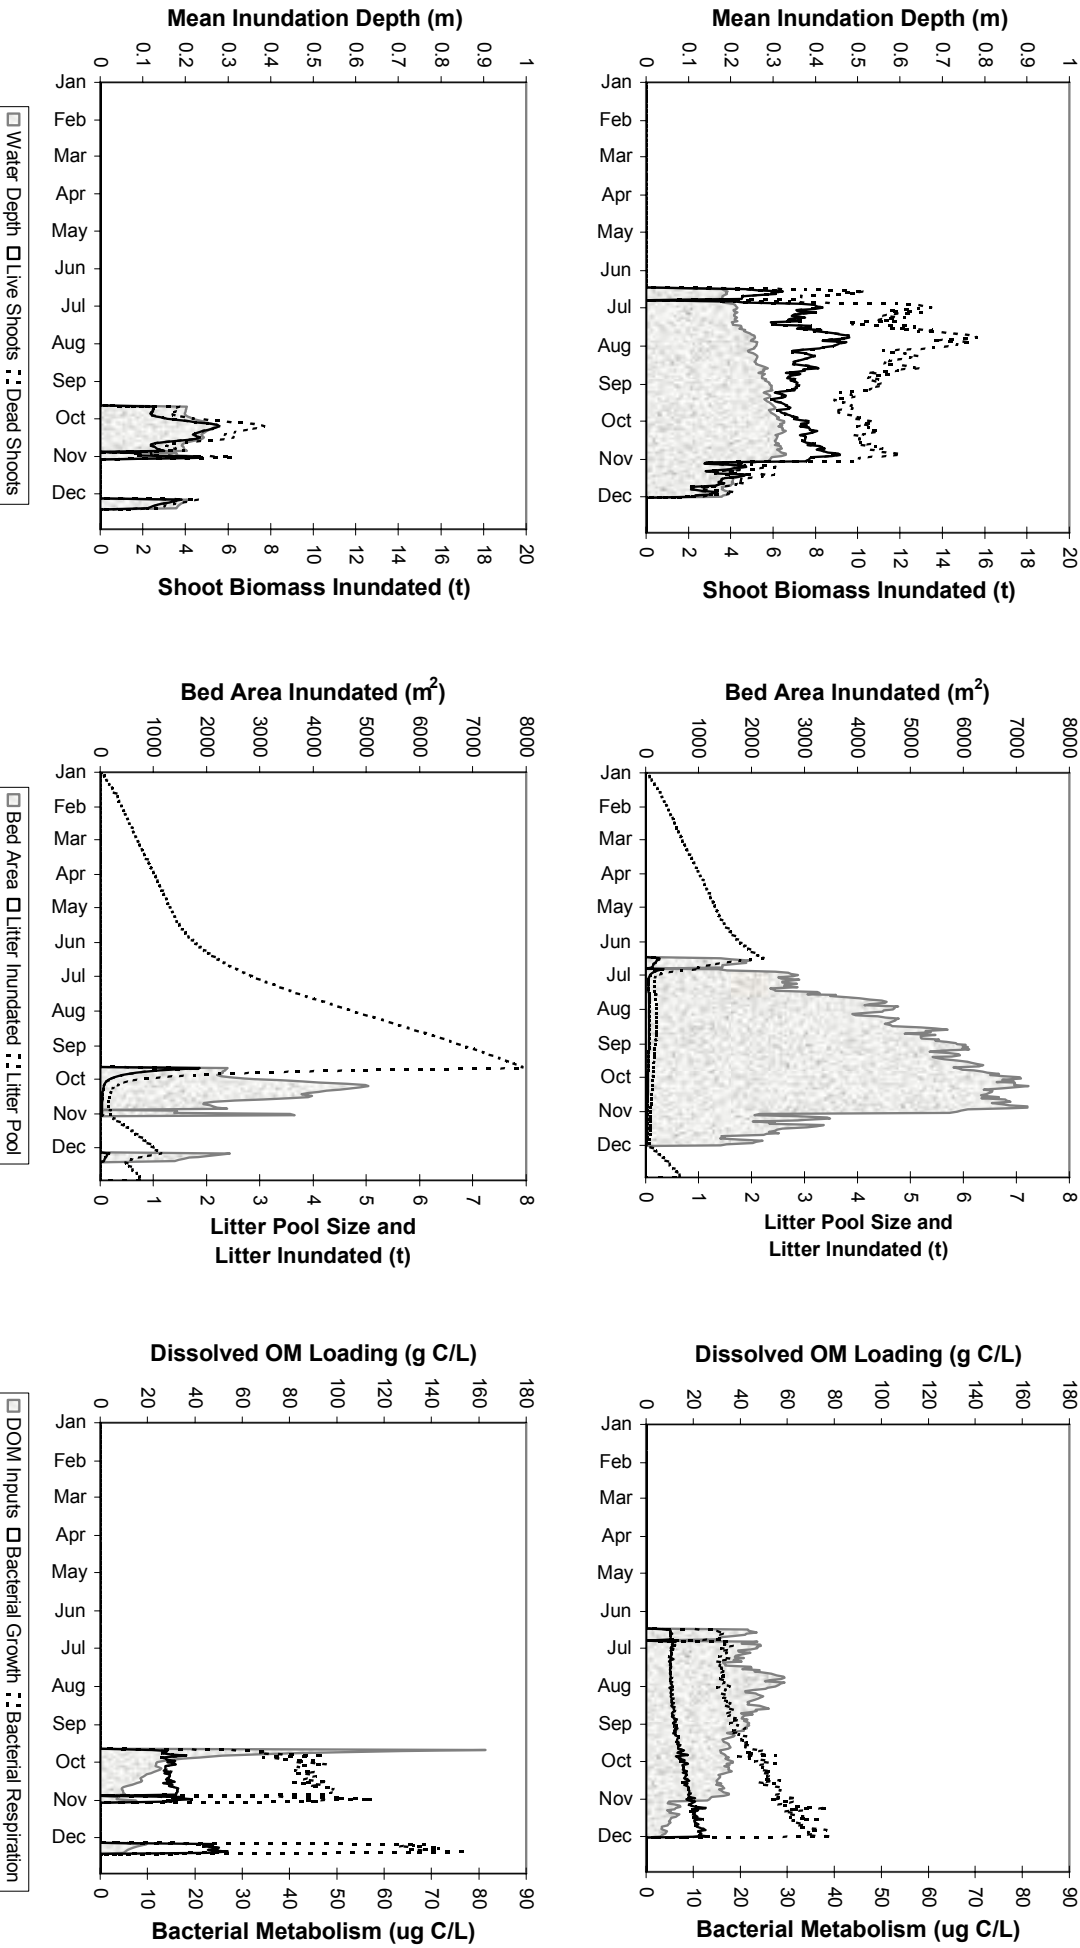 Mean Inundation Depth (m)
0 0.1 0.2 0.3 0.4 0.5 0.6 0.7 0.8 0.9 1
Jan
Feb
Mar
Apr
May
Jun
Jul
Aug
Sep
Oct
Nov
Dec
0 2 4 6 8 10 12 14 16 18 20
Shoot Biomass Inundated (t)
Water Depth Live Shoots Dead Shoots
Mean Inundation Depth (m)
0 0.1 0.2 0.3 0.4 0.5 0.6 0.7 0.8 0.9 1
Jan
Feb
Mar
Apr
May
Jun
Jul
Aug
Sep
Oct
Nov
Dec
0 2 4 6 8 10 12 14 16 18 20
Shoot Biomass Inundated (t)
Bed Area Inundated (m²)
0 1000 2000 3000 4000 5000 6000 7000 8000
Jan
Feb
Mar
Apr
May
Jun
Jul
Aug
Sep
Oct
Nov
Dec
0 1 2 3 4 5 6 7 8
Litter Pool Size and
Litter Inundated (t)
Bed Area Litter Inundated Litter Pool
Bed Area Inundated (m²)
0 1000 2000 3000 4000 5000 6000 7000 8000
Jan
Feb
Mar
Apr
May
Jun
Jul
Aug
Sep
Oct
Nov
Dec
0 1 2 3 4 5 6 7 8
Litter Pool Size and
Litter Inundated (t)
Dissolved OM Loading (g C/L)
0 20 40 60 80 100 120 140 160 180
Jan
Feb
Mar
Apr
May
Jun
Jul
Aug
Sep
Oct
Nov
Dec
0 10 20 30 40 50 60 70 80 90
Bacterial Metabolism (ug C/L)
DOM Inputs Bacterial Growth Bacterial Respiration
Dissolved OM Loading (g C/L)
0 20 40 60 80 100 120 140 160 180
Jan
Feb
Mar
Apr
May
Jun
Jul
Aug
Sep
Oct
Nov
Dec
0 10 20 30 40 50 60 70 80 90
Bacterial Metabolism (ug C/L)